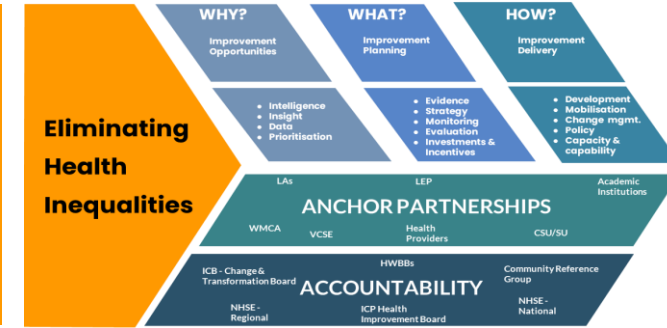 Eliminating
Health
Inequalities
WHY?
Improvement
Opportunities
• Intelligence
• Insight
• Data
• Prioritisation
WHAT?
Improvement
Planning
• Evidence
• Strategy
• Monitoring
• Evaluation
• Investments &
Incentives
HOW?
Improvement
Delivery
• Development
• Mobilisation
• Change mgmt.
• Policy
• Capacity &
capability
LAs
LEP
Academic
Institutions
ANCHOR PARTNERSHIPS
WMCA
VCSE
Health
Providers
CSU/SU
ICB - Change &
Transformation Board
HWBBs
Community Reference
Group
ACCOUNTABILITY
NHSE -
Regional
ICP Health
Improvement Board
NHSE -
National